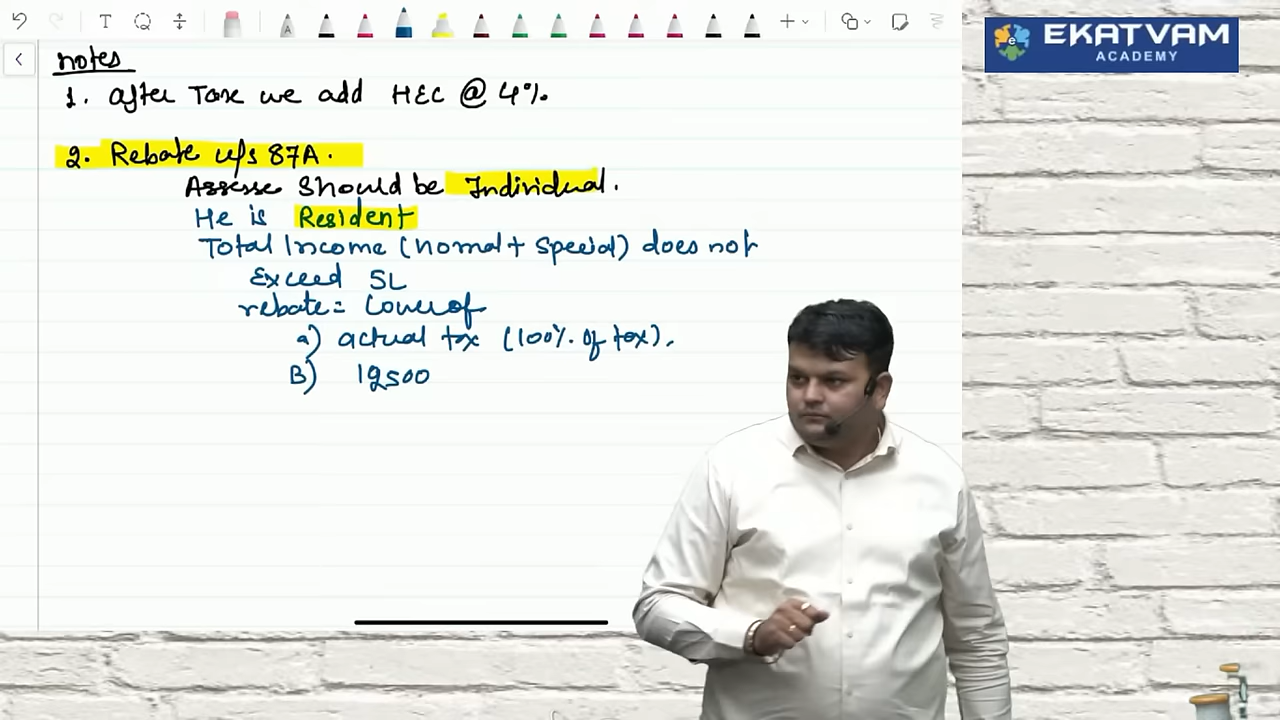 notes
1. After Tax we add HEC @ 4%
2. Rebate u/s 87A.
Assesse should be Individual.
He is Resident
Total Income (normal + special) does not
Exceed 5L
rebate = Lower of
a) actual tax (100% of tax).
B) 12500
EKATVAM
ACADEMY